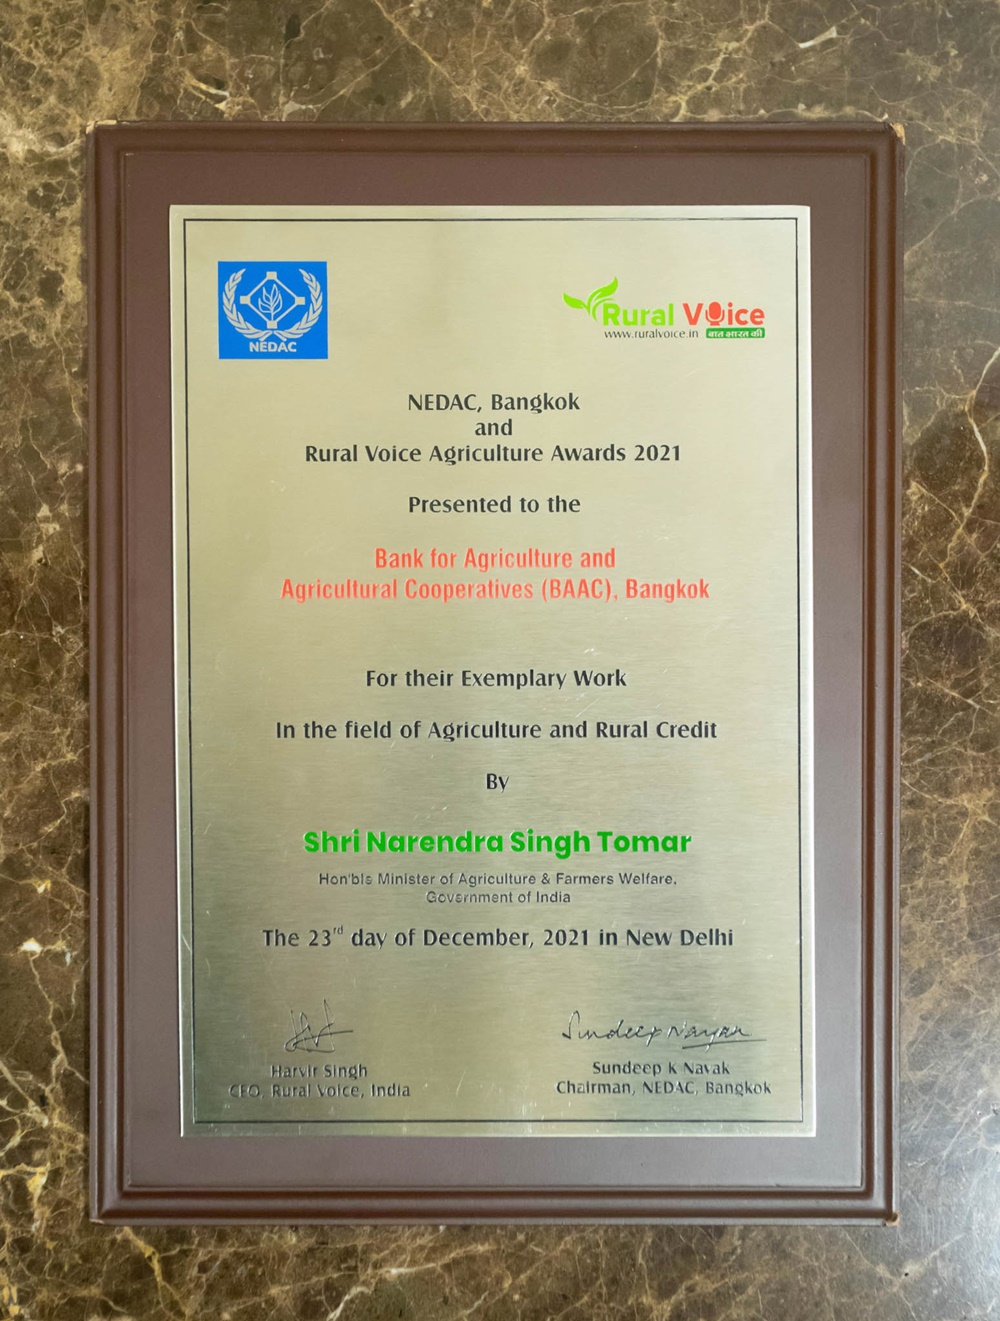 NEDAC
Rural Voice
www.ruralvoice.in बात भारत की
NEDAC, Bangkok
and
Rural Voice Agriculture Awards 2021
Presented to the
Bank for Agriculture and
Agricultural Cooperatives (BAAC), Bangkok
For their Exemplary Work
In the field of Agriculture and Rural Credit
By
Shri Narendra Singh Tomar
Hon'ble Minister of Agriculture & Farmers Welfare,
Government of India
The 23rd day of December, 2021 in New Delhi
Sundeep Nayak
Harvir Singh
CEO, Rural Voice, India
Sundeep K Nayak
Chairman, NEDAC, Bangkok